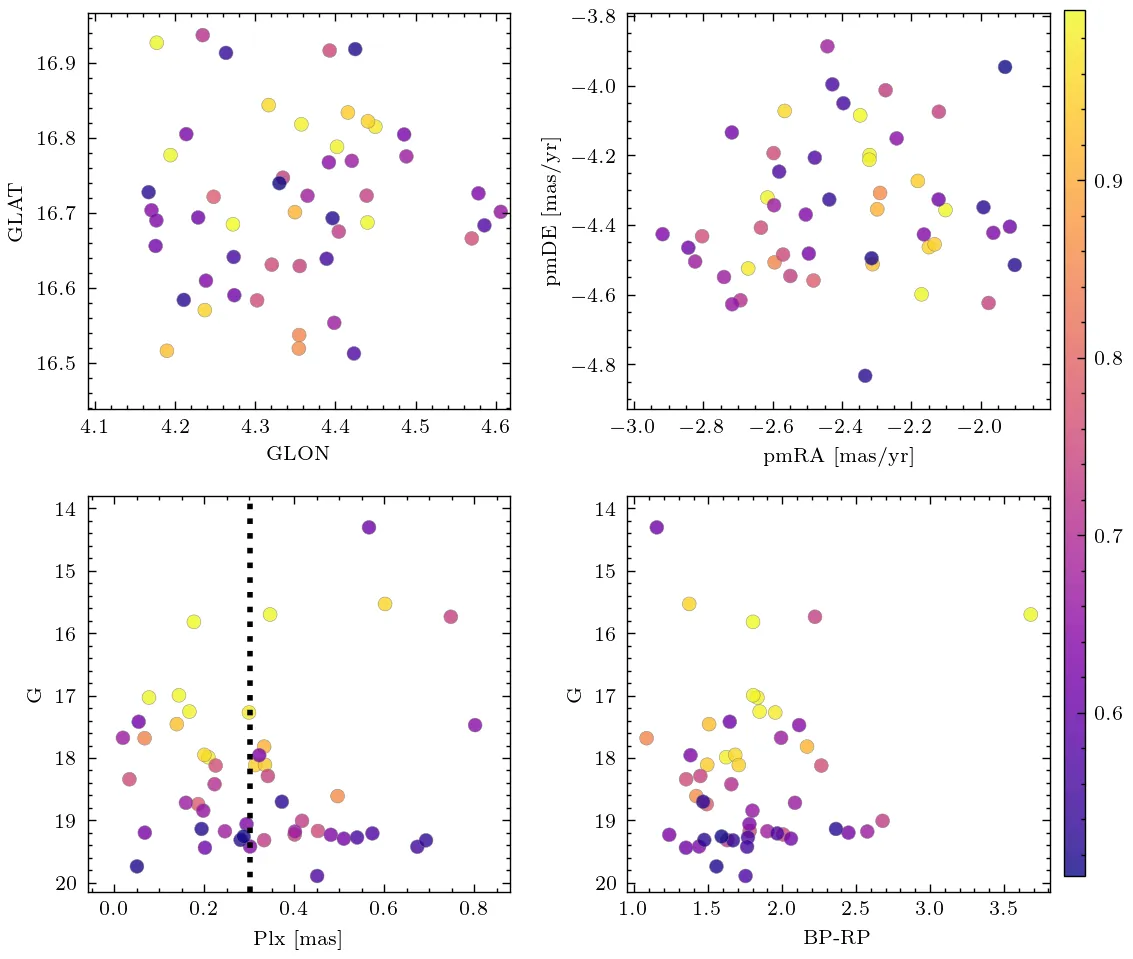 16.9
16.8
16.7
16.6
16.5
GLAT
4.1 4.2 4.3 4.4 4.5 4.6
GLON
−3.8
−4.0
−4.2
−4.4
−4.6
−4.8
pmDE [mas/yr]
−3.0 −2.8 −2.6 −2.4 −2.2 −2.0
pmRA [mas/yr]
14
15
16
17
18
19
20
G
0.0 0.2 0.4 0.6 0.8
Plx [mas]
14
15
16
17
18
19
20
G
1.0 1.5 2.0 2.5 3.0 3.5
BP-RP
0.9
0.8
0.7
0.6